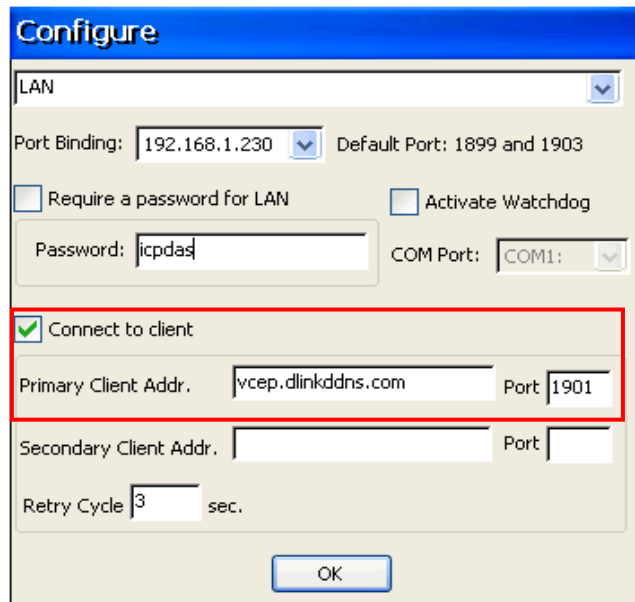 Configure
LAN
Port Binding: 192.168.1.230 Default Port: 1899 and 1903
Require a password for LAN Activate Watchdog
Password: icpdas COM Port: COM1:
Connect to client
Primary Client Addr. vcep.dlinkddns.com Port 1901
Secondary Client Addr. Port
Retry Cycle 3 sec.
OK